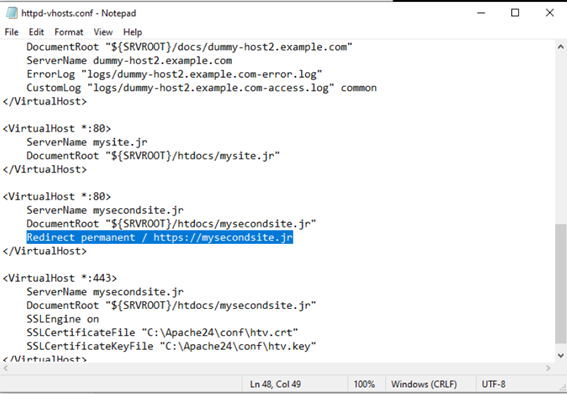 httpd-vhosts.conf - Notepad
File Edit Format View Help
    DocumentRoot "${SRVROOT}/docs/dummy-host2.example.com"
    ServerName dummy-host2.example.com
    ErrorLog "logs/dummy-host2.example.com-error.log"
    CustomLog "logs/dummy-host2.example.com-access.log" common
</VirtualHost>
<VirtualHost *:80>
    ServerName mysite.jr
    DocumentRoot "${SRVROOT}/htdocs/mysite.jr"
</VirtualHost>
<VirtualHost *:80>
    ServerName mysecondsite.jr
    DocumentRoot "${SRVROOT}/htdocs/mysecondsite.jr"
    Redirect permanent / https://mysecondsite.jr
</VirtualHost>
<VirtualHost *:443>
    ServerName mysecondsite.jr
    DocumentRoot "${SRVROOT}/htdocs/mysecondsite.jr"
    SSLEngine on
    SSLCertificateFile "C:\Apache24\conf\htv.crt"
    SSLCertificateKeyFile "C:\Apache24\conf\htv.key"
</VirtualHost>
Ln 48, Col 49 100% Windows (CRLF) UTF-8